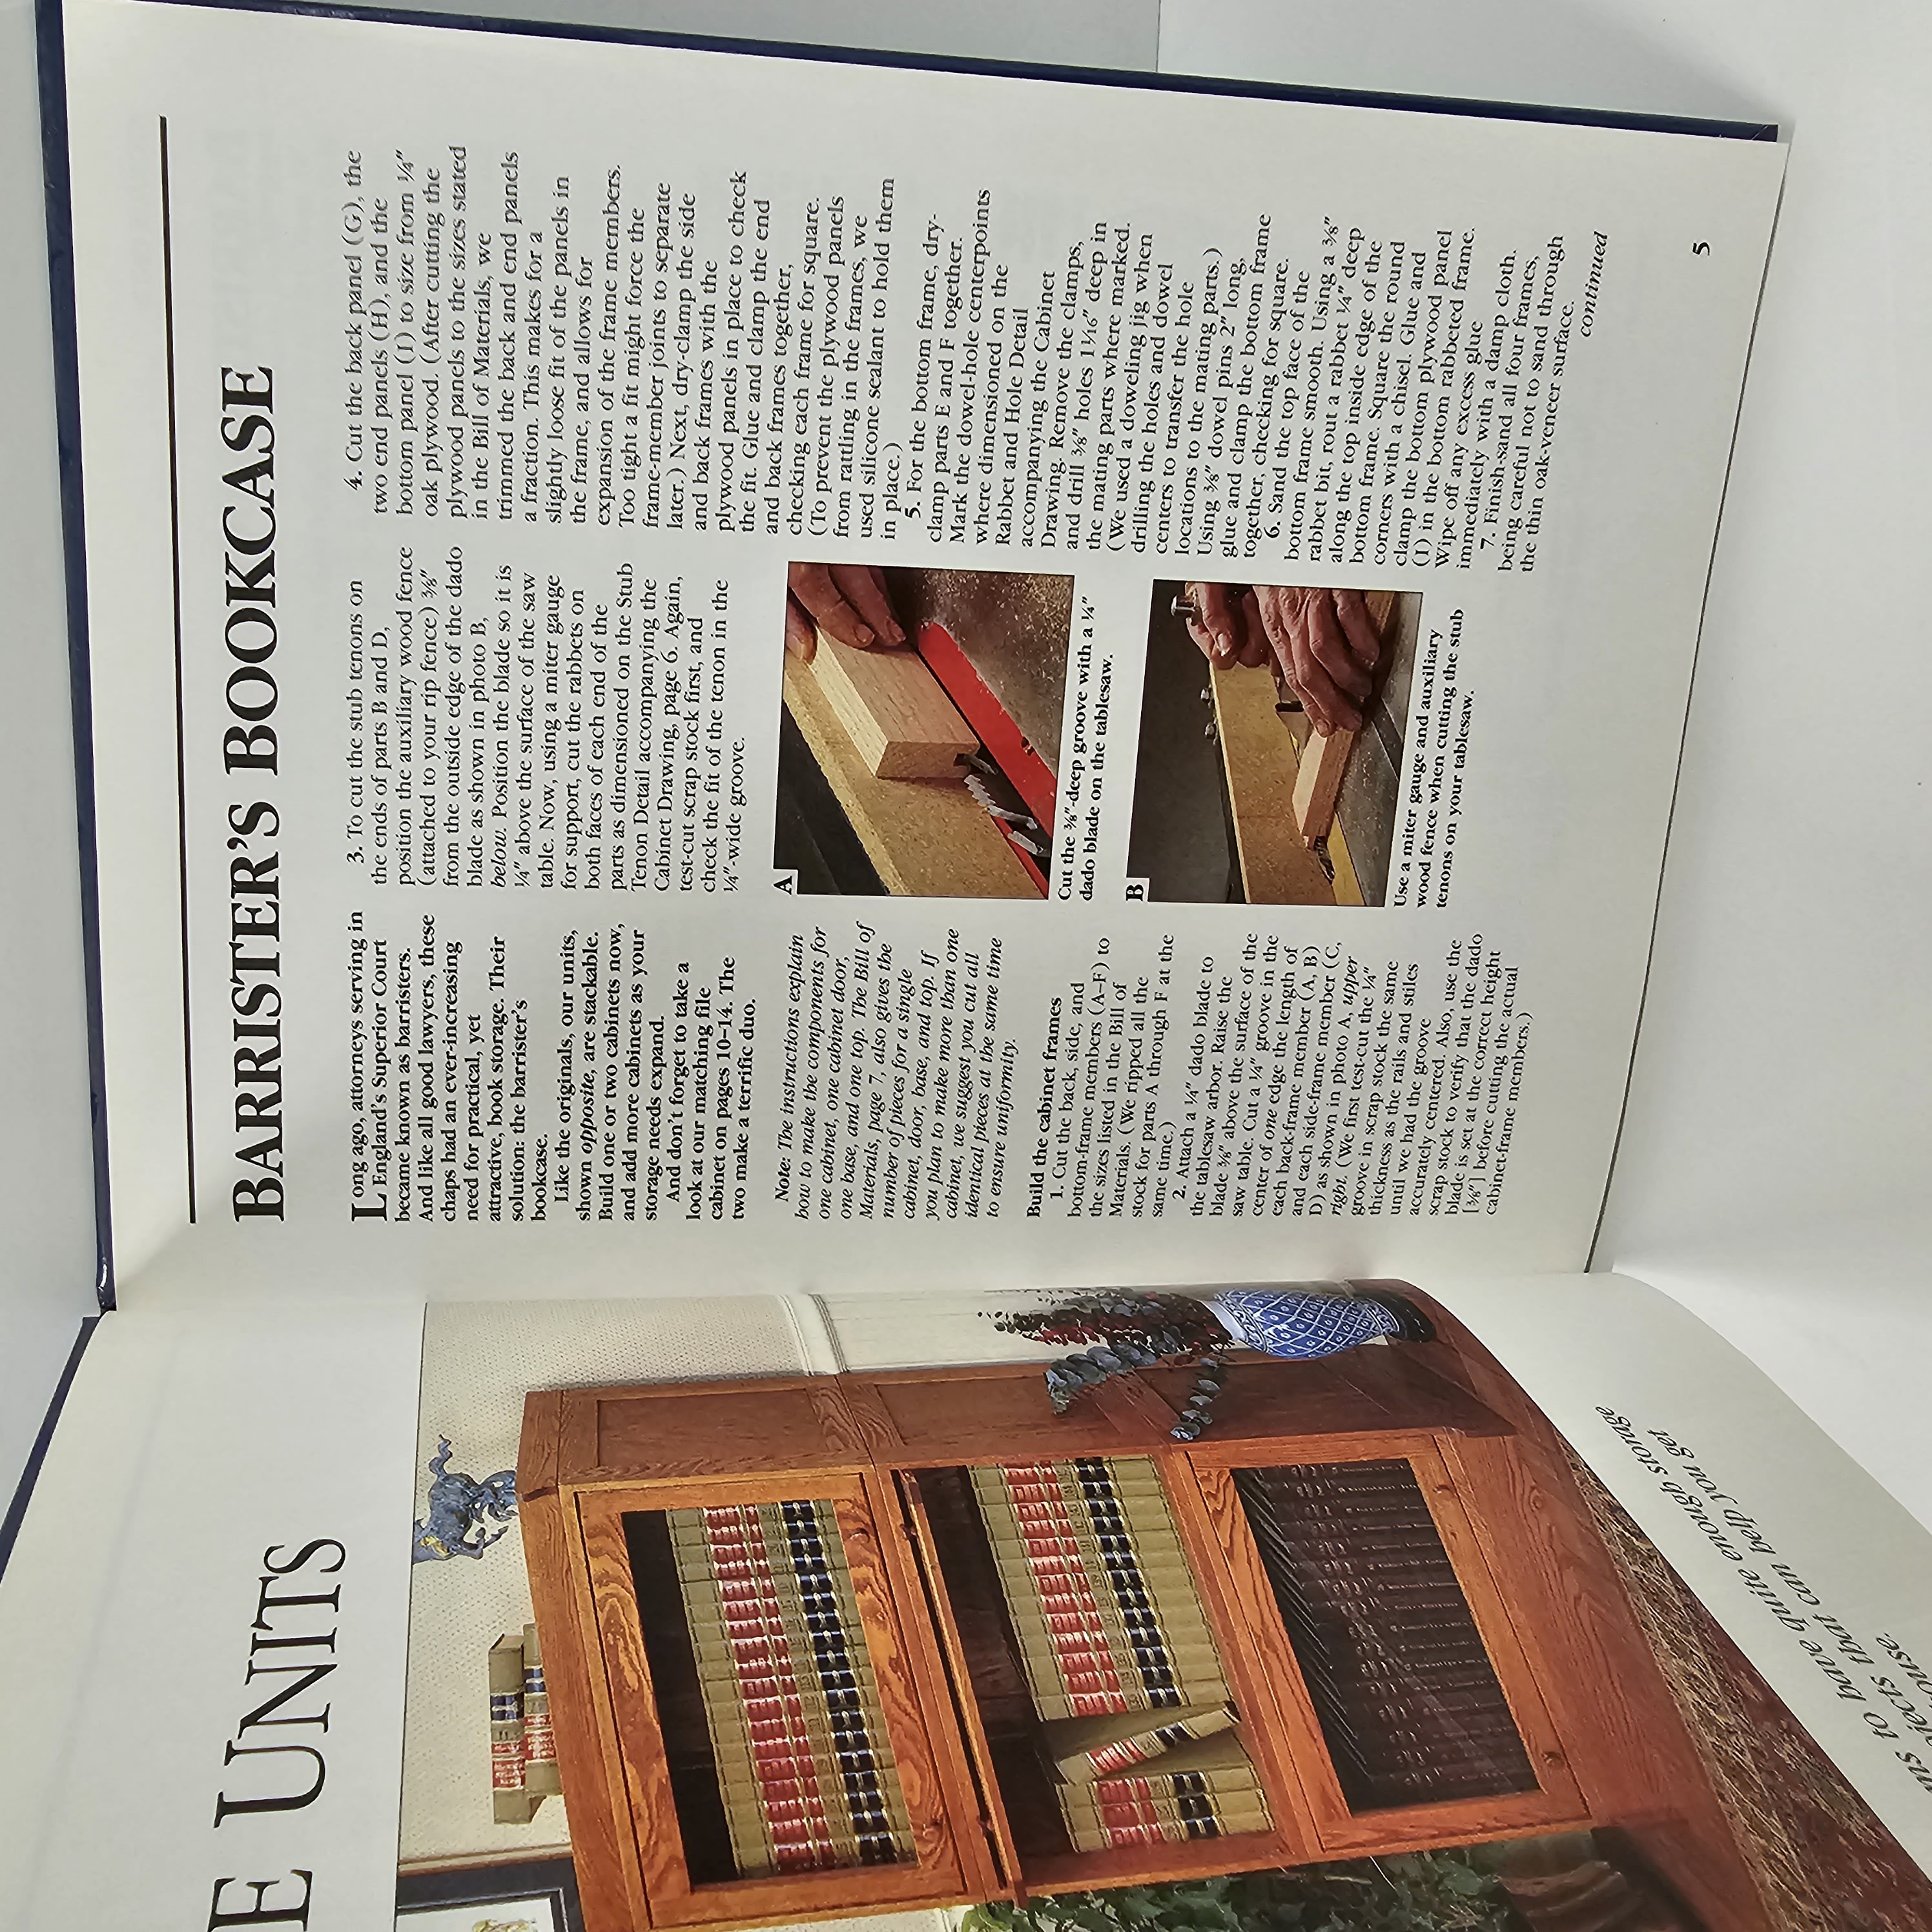 E UNITS
ms to have quite enough storage
ojects that can help you get
ouse.
BARRISTER'S BOOKCASE
Long ago, attorneys serving in
England's Superior Court
became known as barristers.
And like all good lawyers, these
chaps had an ever-increasing
need for practical, yet
attractive, book storage. Their
solution: the barrister's
bookcase.
Like the originals, our units,
shown opposite, are stackable.
Build one or two cabinets now,
and add more cabinets as your
storage needs expand.
And don't forget to take a
look at our matching file
cabinet on pages 10–14. The
two make a terrific duo.
Note: The instructions explain
how to make the components for
one cabinet, one cabinet door,
one base, and one top. The Bill of
Materials, page 7, also gives the
number of pieces for a single
cabinet, door, base, and top. If
you plan to make more than one
cabinet, we suggest you cut all
identical pieces at the same time
to ensure uniformity.
Build the cabinet frames
1. Cut the back, side, and
bottom-frame members (A–F) to
the sizes listed in the Bill of
Materials. (We ripped all the
stock for parts A through F at the
same time.)
2. Attach a ¼" dado blade to
the tablesaw arbor. Raise the
blade ⅜" above the surface of the
saw table. Cut a ¼" groove in the
center of one edge the length of
each back-frame member (A, B)
and each side-frame member (C,
D) as shown in photo A, upper
right. (We first test-cut the ¼"
groove in scrap stock the same
thickness as the rails and stiles
until we had the groove
accurately centered. Also, use the
scrap stock to verify that the dado
blade is set at the correct height
[⅜"] before cutting the actual
cabinet-frame members.)
3. To cut the stub tenons on
the ends of parts B and D,
position the auxiliary wood fence
(attached to your rip fence) ⅜"
from the outside edge of the dado
blade as shown in photo B,
below. Position the blade so it is
¼" above the surface of the saw
table. Now, using a miter gauge
for support, cut the rabbets on
both faces of each end of the
parts as dimensioned on the Stub
Tenon Detail accompanying the
Cabinet Drawing, page 6. Again,
test-cut scrap stock first, and
check the fit of the tenon in the
¼"-wide groove.
A
Cut the ⅜"-deep groove with a ¼"
dado blade on the tablesaw.
B
Use a miter gauge and auxiliary
wood fence when cutting the stub
tenons on your tablesaw.
4. Cut the back panel (G), the
two end panels (H), and the
bottom panel (I) to size from ¼"
oak plywood. (After cutting the
plywood panels to the sizes stated
in the Bill of Materials, we
trimmed the back and end panels
a fraction. This makes for a
slightly loose fit of the panels in
the frame, and allows for
expansion of the frame members.
Too tight a fit might force the
frame-member joints to separate
later.) Next, dry-clamp the side
and back frames with the
plywood panels in place to check
the fit. Glue and clamp the end
and back frames together,
checking each frame for square.
(To prevent the plywood panels
from rattling in the frames, we
used silicone sealant to hold them
in place.)
5. For the bottom frame, dry-
clamp parts E and F together.
Mark the dowel-hole centerpoints
where dimensioned on the
Rabbet and Hole Detail
accompanying the Cabinet
Drawing. Remove the clamps,
and drill ⅜" holes 1¹⁄₁₆" deep in
the mating parts where marked.
(We used a doweling jig when
drilling the holes and dowel
centers to transfer the hole
locations to the mating parts.)
Using ⅜" dowel pins 2" long,
glue and clamp the bottom frame
together, checking for square.
6. Sand the top face of the
bottom frame smooth. Using a ⅜"
rabbet bit, rout a rabbet ¼" deep
along the top inside edge of the
bottom frame. Square the round
corners with a chisel. Glue and
clamp the bottom plywood panel
(I) in the bottom rabbeted frame.
Wipe off any excess glue
immediately with a damp cloth.
7. Finish-sand all four frames,
being careful not to sand through
the thin oak-veneer surface.
continued
5